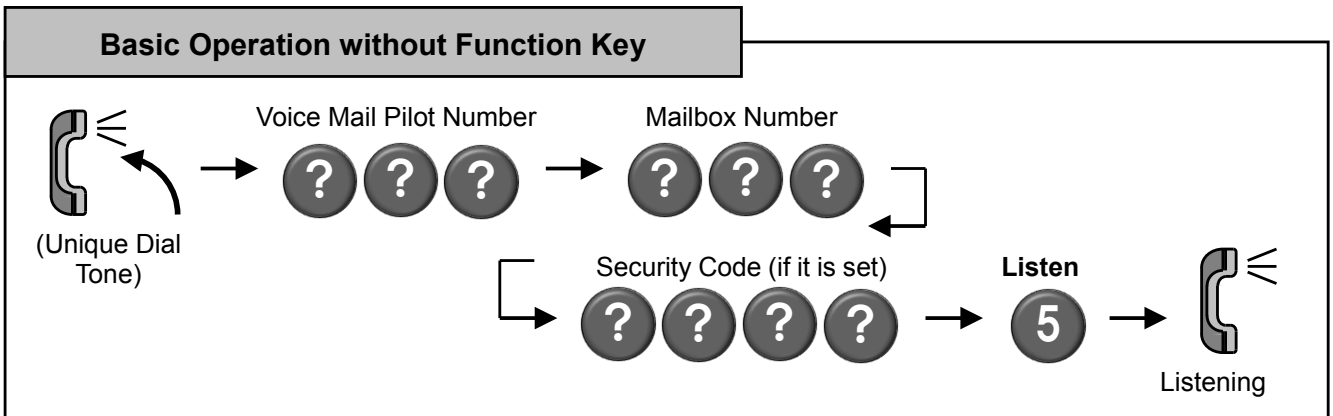 Basic Operation without Function Key
Voice Mail Pilot Number
Mailbox Number
? ? ?
? ? ?
(Unique Dial
Tone)
Security Code (if it is set)
Listen
? ? ? ?
5
Listening